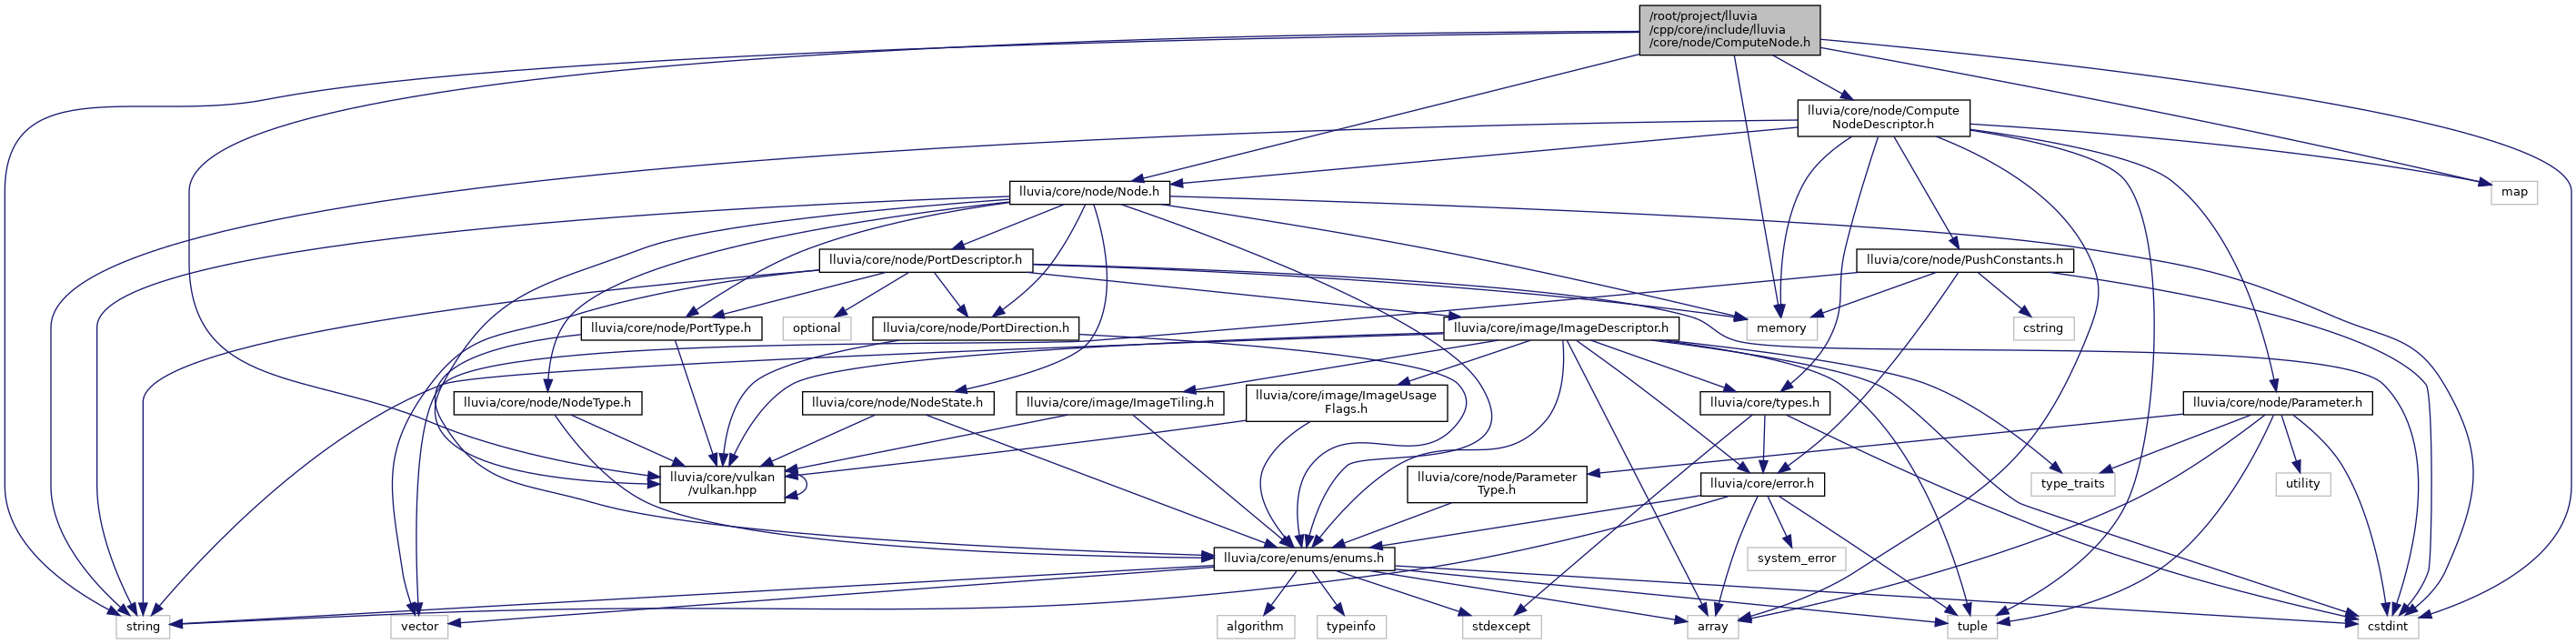 /root/project/lluvia
/cpp/core/include/lluvia
/core/node/ComputeNode.h
lluvia/core/node/Compute
NodeDescriptor.h
lluvia/core/node/Node.h
map
lluvia/core/node/PortDescriptor.h
lluvia/core/node/PushConstants.h
lluvia/core/node/PortType.h
optional
lluvia/core/node/PortDirection.h
memory
lluvia/core/image/ImageDescriptor.h
cstring
lluvia/core/node/NodeType.h
lluvia/core/node/NodeState.h
lluvia/core/image/ImageTiling.h
lluvia/core/image/ImageUsage
Flags.h
lluvia/core/types.h
lluvia/core/node/Parameter.h
lluvia/core/vulkan
/vulkan.hpp
lluvia/core/node/Parameter
Type.h
lluvia/core/error.h
type_traits
utility
lluvia/core/enums/enums.h
system_error
string
vector
algorithm
typeinfo
stdexcept
array
tuple
cstdint